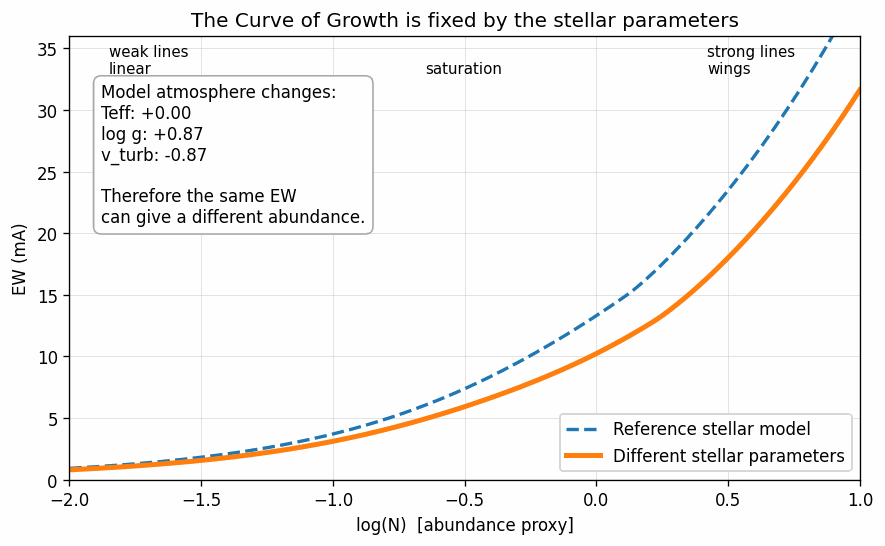 The Curve of Growth is fixed by the stellar parameters
weak lines
linear
saturation
strong lines
wings
Model atmosphere changes:
Teff: +0.00
log g: +0.87
v_turb: -0.87
Therefore the same EW
can give a different abundance.
EW (mA)
35
30
25
20
15
10
5
0
Reference stellar model
Different stellar parameters
−2.0
−1.5
−1.0
−0.5
0.0
0.5
1.0
log(N) [abundance proxy]